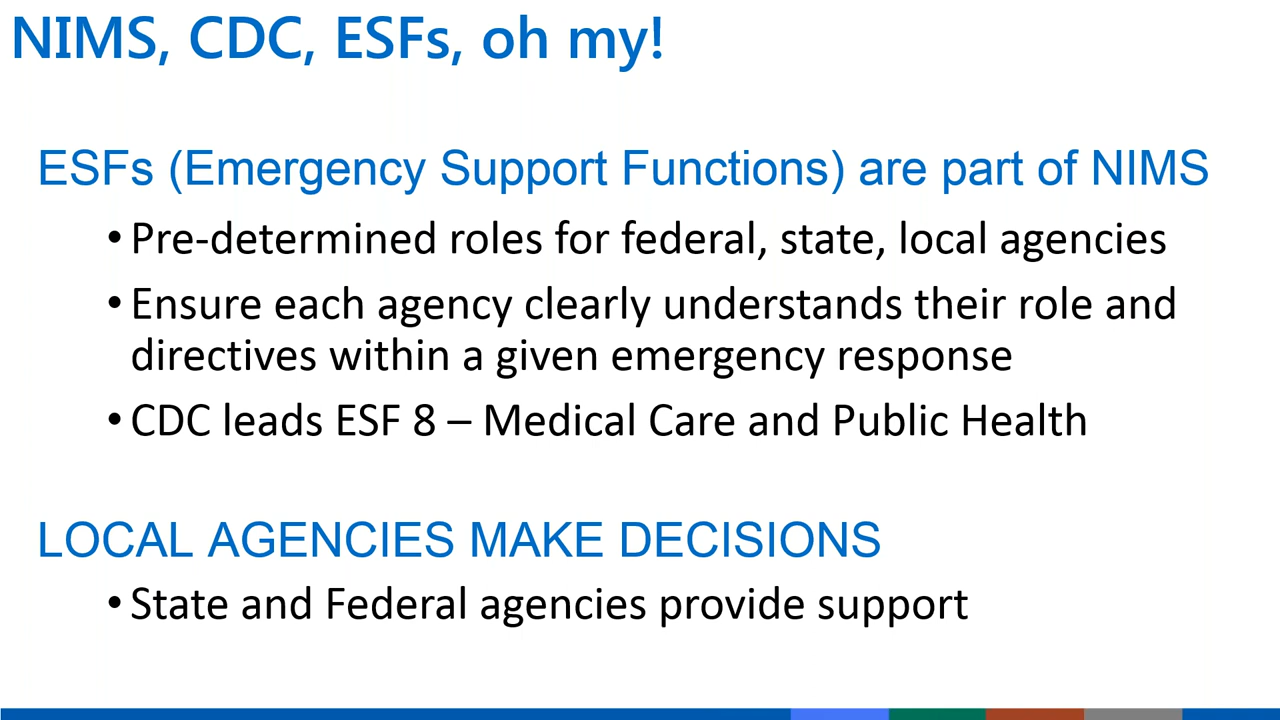 NIMS, CDC, ESFs, oh my!
ESFs (Emergency Support Functions) are part of NIMS
• Pre-determined roles for federal, state, local agencies
• Ensure each agency clearly understands their role and
directives within a given emergency response
• CDC leads ESF 8 – Medical Care and Public Health
LOCAL AGENCIES MAKE DECISIONS
• State and Federal agencies provide support